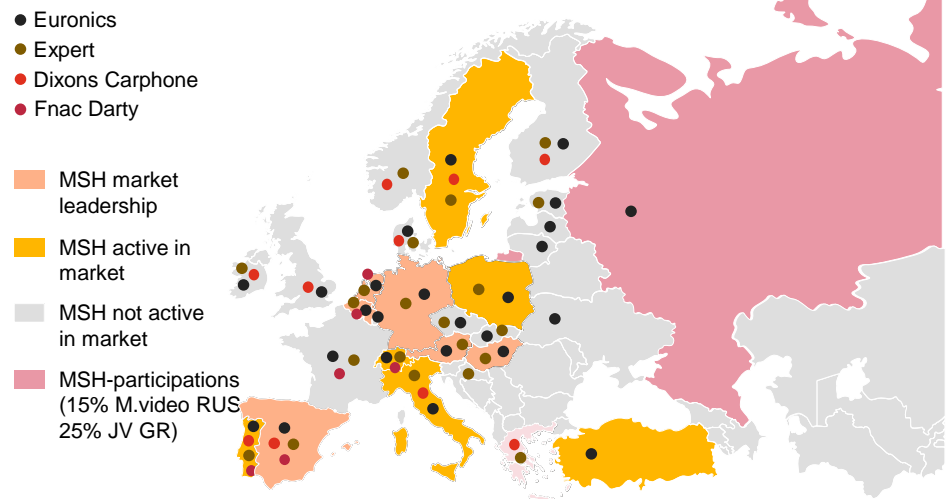 Euronics
Expert
Dixons Carphone
Fnac Darty
MSH market
leadership
MSH active in
market
MSH not active
in market
MSH-participations
(15% M.video RUS
25% JV GR)